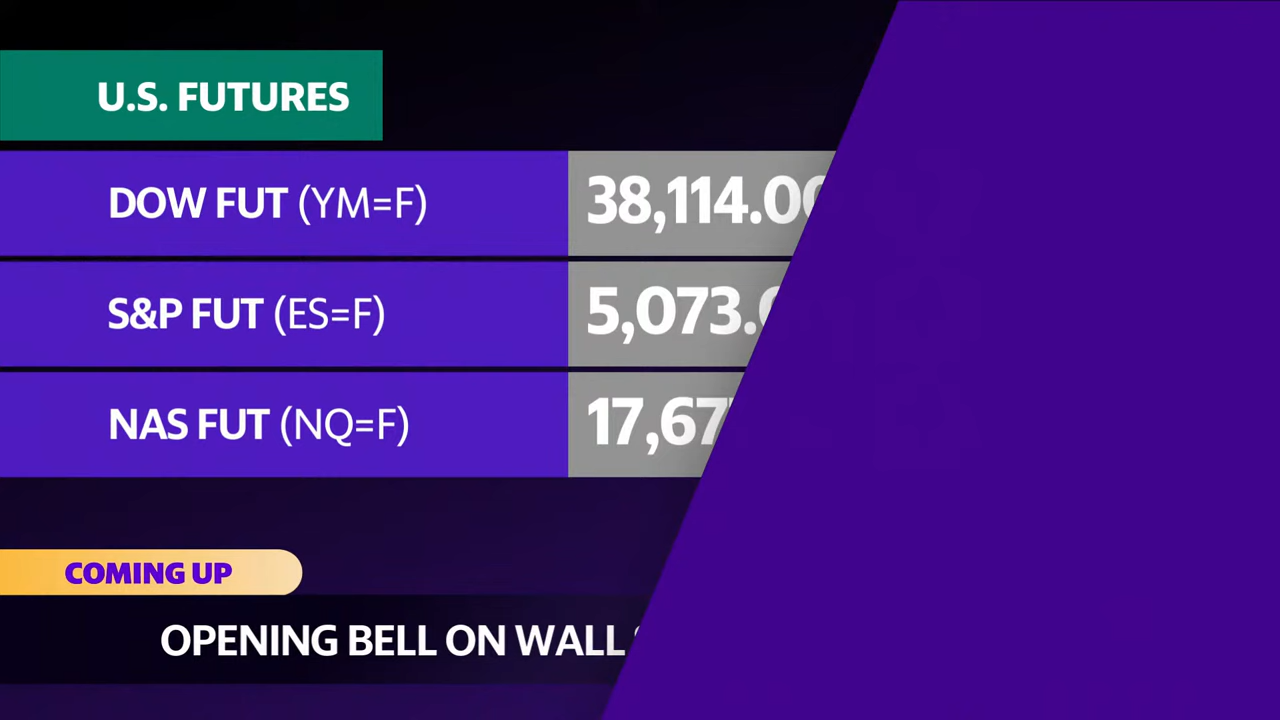 U.S. FUTURES
DOW FUT (YM=F) 38,114.00
S&P FUT (ES=F) 5,073.
NAS FUT (NQ=F) 17,67
COMING UP
OPENING BELL ON WALL